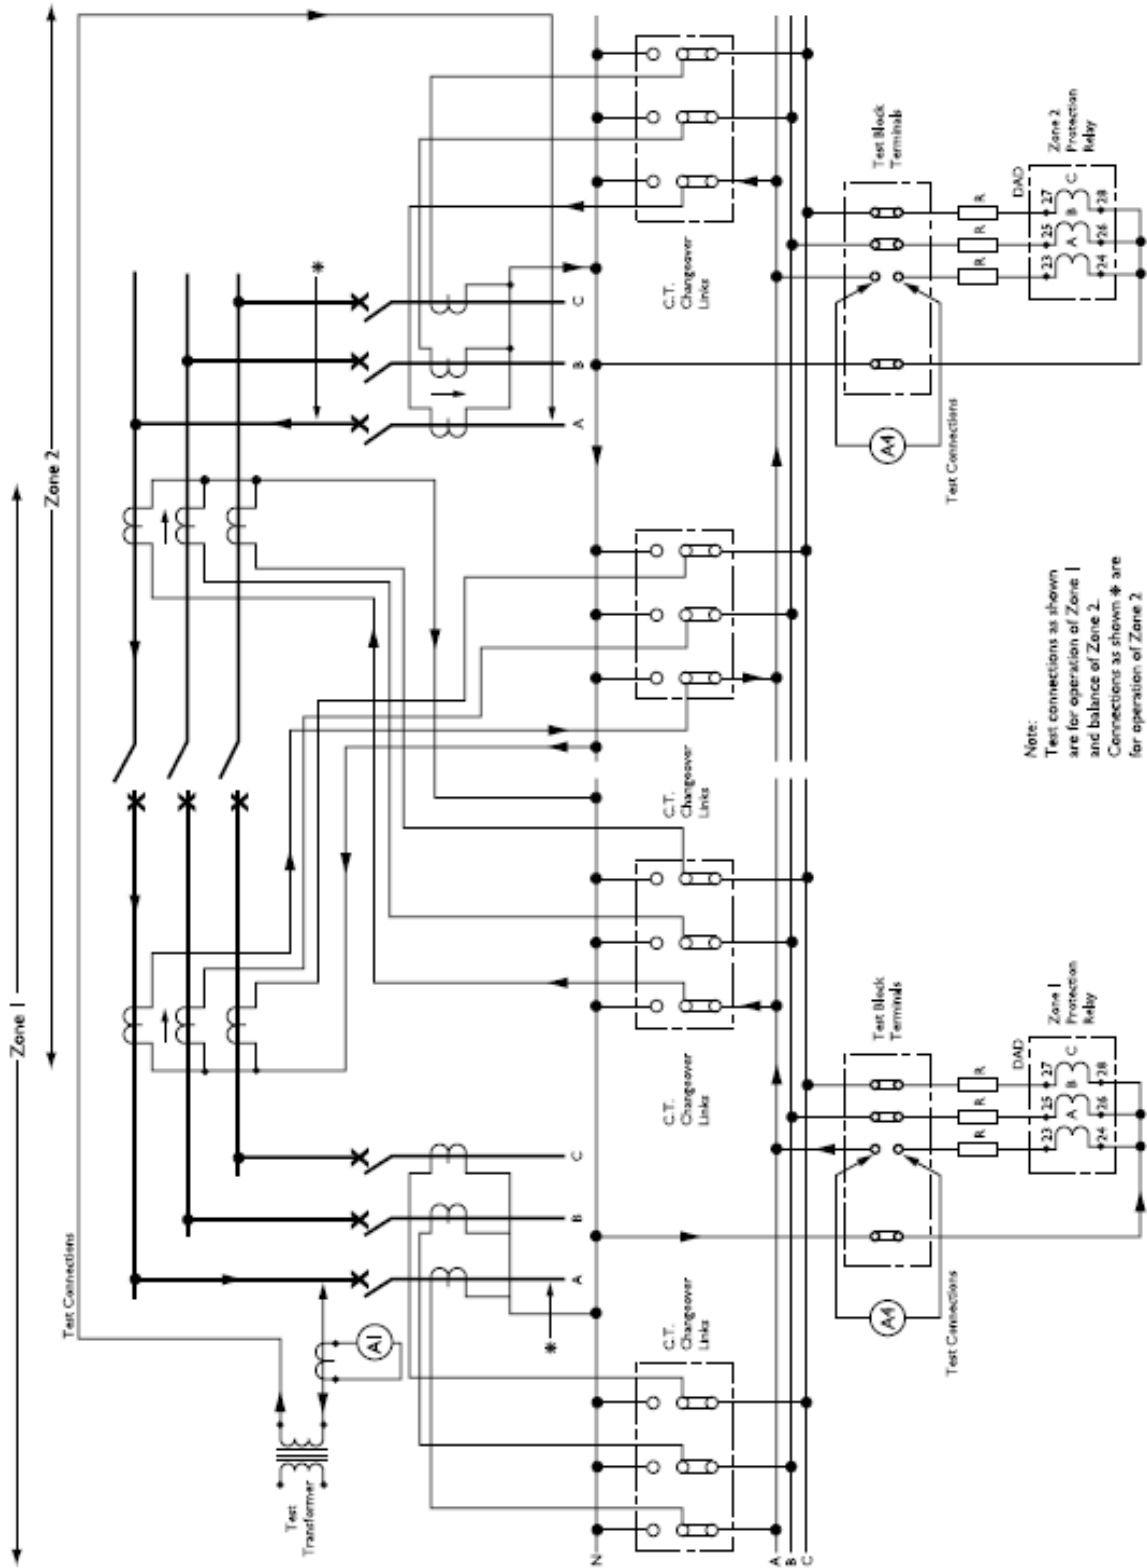 Zone 1
Zone 2
Test Connections
Test
Transformer
A1
*
A
B
C
A
B
C
*
N
C.T.
Changeover
Links
C.T.
Changeover
Links
C.T.
Changeover
Links
C.T.
Changeover
Links
A
B
C
Test Block
Terminals
A4
Test Connections
R
R
R
DAD
23
25
27
A
B
C
24
26
28
Zone 1
Protection
Relay
Test Block
Terminals
A4
Test Connections
R
R
R
DAD
23
25
27
A
B
C
24
26
28
Zone 2
Protection
Relay
Note:
Test connections as shown
are for operation of Zone 1
and balance of Zone 2.
Connections as shown * are
for operation of Zone 2